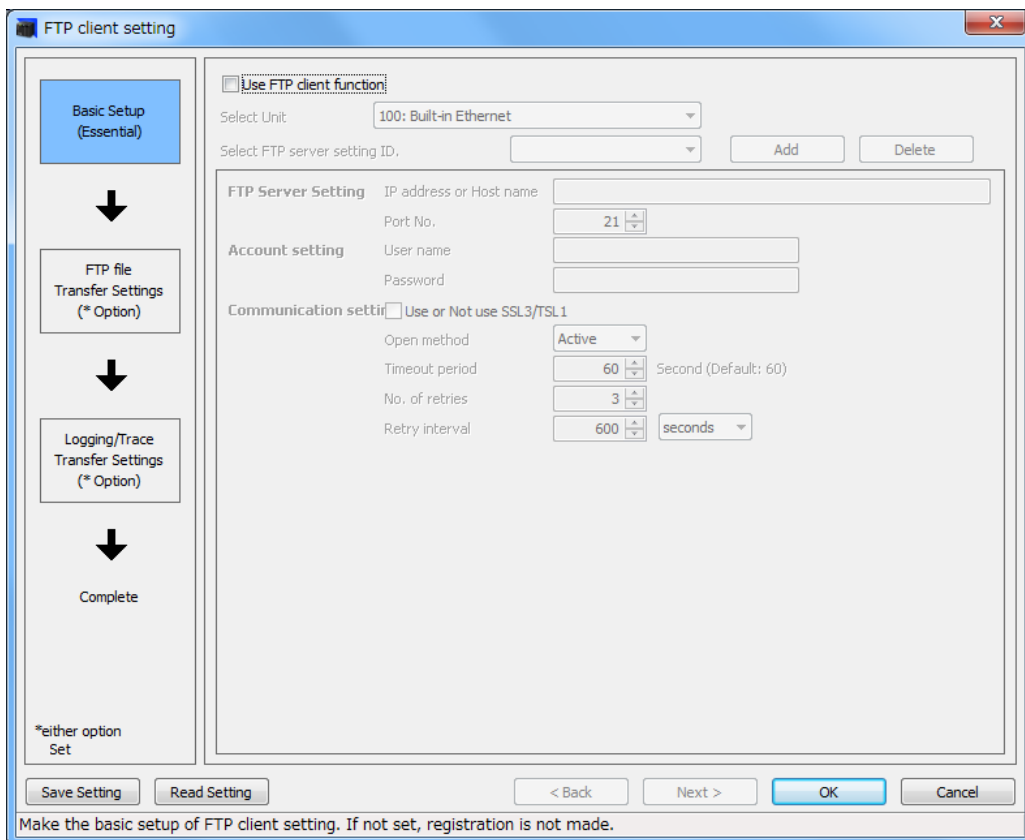 FTP client setting
Basic Setup
(Essential)
FTP file
Transfer Settings
(* Option)
Logging/Trace
Transfer Settings
(* Option)
Complete
*either option
Set
Use FTP client function
Select Unit 100: Built-in Ethernet
Select FTP server setting ID. Add Delete
FTP Server Setting IP address or Host name
Port No. 21
Account setting User name
Password
Communication settin Use or Not use SSL3/TSL1
Open method Active
Timeout period 60 Second (Default: 60)
No. of retries 3
Retry interval 600 seconds
Save Setting Read Setting < Back Next > OK Cancel
Make the basic setup of FTP client setting. If not set, registration is not made.